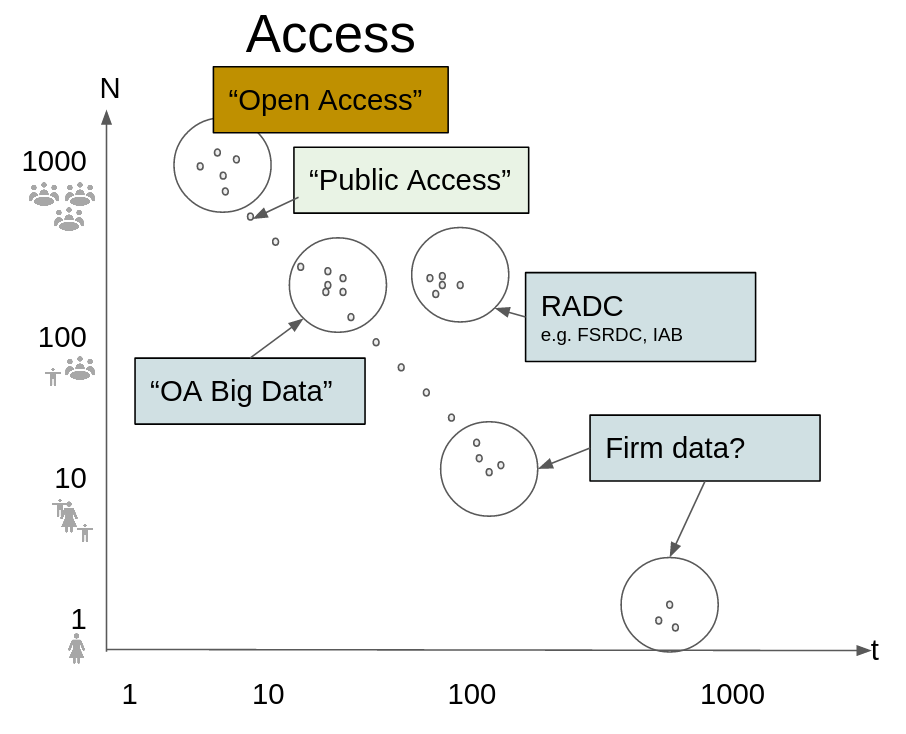 Access
N
“Open Access”
1000
“Public Access”
RADC
e.g. FSRDC, IAB
100
“OA Big Data”
Firm data?
10
1
t
1 10 100 1000